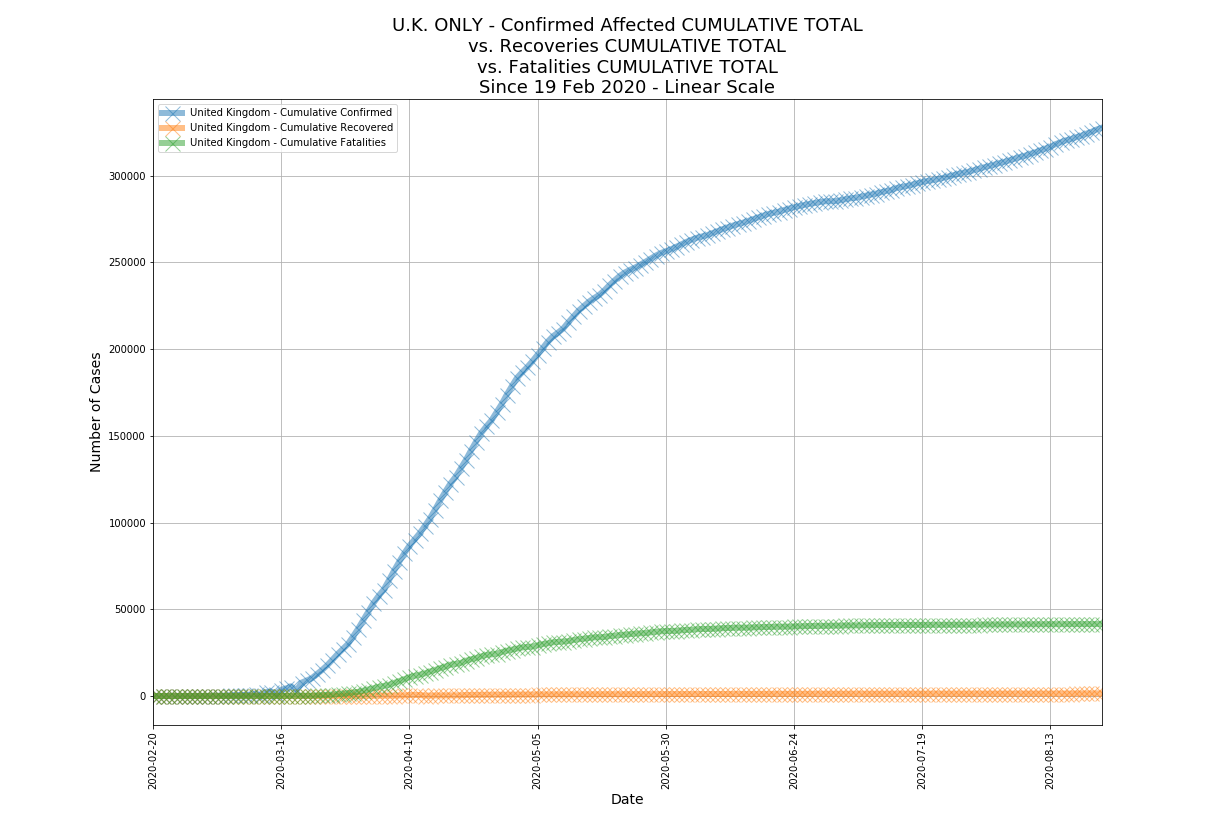 U.K. ONLY - Confirmed Affected CUMULATIVE TOTAL
vs. Recoveries CUMULATIVE TOTAL
vs. Fatalities CUMULATIVE TOTAL
Since 19 Feb 2020 - Linear Scale
United Kingdom - Cumulative Confirmed
United Kingdom - Cumulative Recovered
United Kingdom - Cumulative Fatalities
Number of Cases
300000
250000
200000
150000
100000
50000
0
2020-02-20
2020-03-16
2020-04-10
2020-05-05
2020-05-30
2020-06-24
2020-07-19
2020-08-13
Date